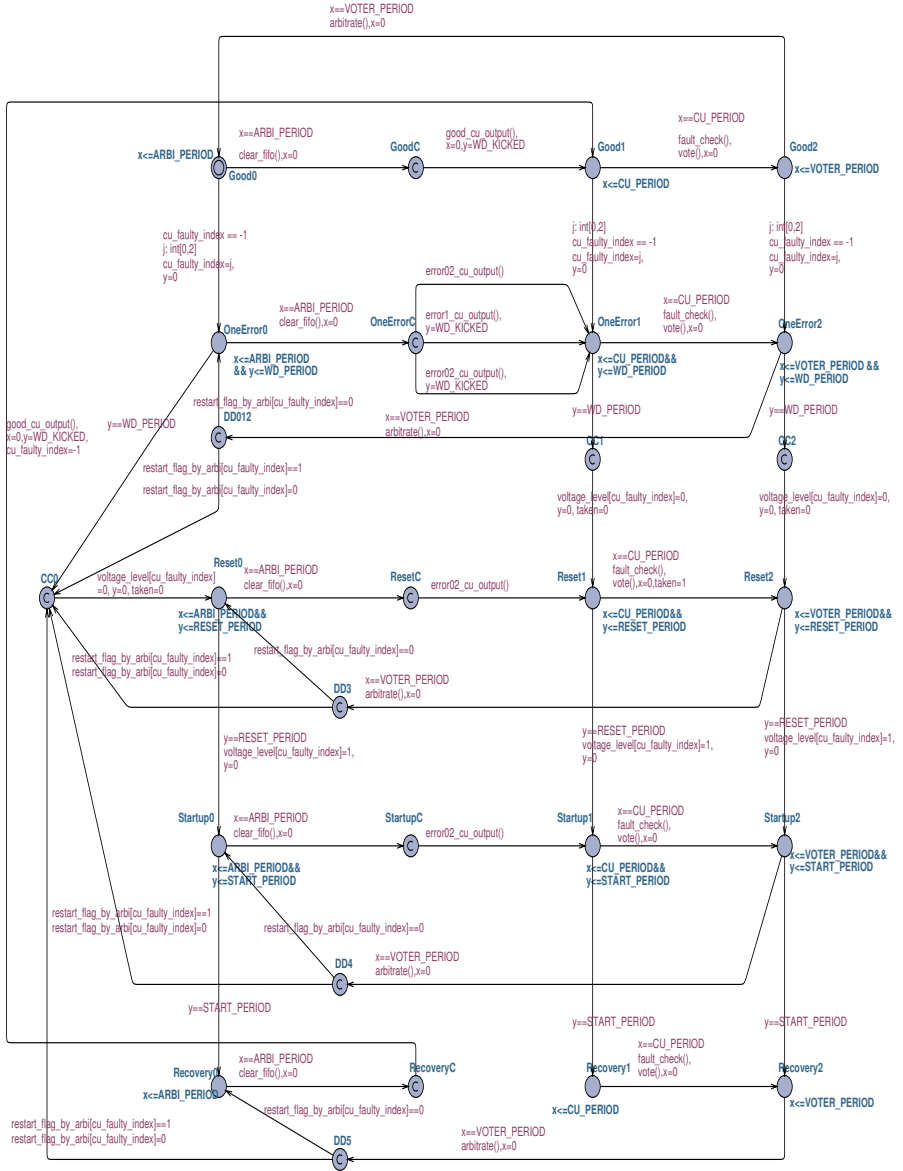 x==VOTER_PERIOD
arbitrate(),x=0
x==ARBI_PERIOD
clear_fifo(),x=0
x<=ARBI_PERIOD
Good0
GoodC
good_cu_output(),
x=0,y=WD_KICKED
Good1
x<=CU_PERIOD
x==CU_PERIOD
fault_check(),
vote(),x=0
Good2
x<=VOTER_PERIOD
cu_faulty_index == -1
j: int[0,2]
cu_faulty_index=j,
y=0
j: int[0,2]
cu_faulty_index == -1
cu_faulty_index=j,
y=0
j: int[0,2]
cu_faulty_index == -1
cu_faulty_index=j,
y=0
error02_cu_output()
x==ARBI_PERIOD
clear_fifo(),x=0
OneError0
x<=ARBI_PERIOD
&& y<=WD_PERIOD
OneErrorC
error1_cu_output(),
y=WD_KICKED
error02_cu_output(),
y=WD_KICKED
OneError1
x<=CU_PERIOD&&
y<=WD_PERIOD
x==CU_PERIOD
fault_check(),
vote(),x=0
OneError2
x<=VOTER_PERIOD &&
y<=WD_PERIOD
restart_flag_by_arbi[cu_faulty_index]==0
DD012
x==VOTER_PERIOD
arbitrate(),x=0
y==WD_PERIOD
y==WD_PERIOD
y==WD_PERIOD
good_cu_output(),
x=0,y=WD_KICKED,
cu_faulty_index=-1
CC1
CC2
restart_flag_by_arbi[cu_faulty_index]==1
restart_flag_by_arbi[cu_faulty_index]=0
voltage_level[cu_faulty_index]=0,
y=0, taken=0
voltage_level[cu_faulty_index]=0,
y=0, taken=0
CC0
voltage_level[cu_faulty_index]
=0, y=0, taken=0
Reset0
x<=ARBI_PERIOD&&
y<=RESET_PERIOD
x==ARBI_PERIOD
clear_fifo(),x=0
ResetC
error02_cu_output()
Reset1
x<=CU_PERIOD&&
y<=RESET_PERIOD
x==CU_PERIOD
fault_check(),
vote(),x=0,taken=1
Reset2
x<=VOTER_PERIOD&&
y<=RESET_PERIOD
restart_flag_by_arbi[cu_faulty_index]==1
restart_flag_by_arbi[cu_faulty_index]=0
restart_flag_by_arbi[cu_faulty_index]==0
DD3
x==VOTER_PERIOD
arbitrate(),x=0
y==RESET_PERIOD
voltage_level[cu_faulty_index]=1,
y=0
y==RESET_PERIOD
voltage_level[cu_faulty_index]=1,
y=0
y==RESET_PERIOD
voltage_level[cu_faulty_index]=1,
y=0
Startup0
x<=ARBI_PERIOD&&
y<=START_PERIOD
x==ARBI_PERIOD
clear_fifo(),x=0
StartupC
error02_cu_output()
Startup1
x<=CU_PERIOD&&
y<=START_PERIOD
x==CU_PERIOD
fault_check(),
vote(),x=0
Startup2
x<=VOTER_PERIOD&&
y<=START_PERIOD
restart_flag_by_arbi[cu_faulty_index]==1
restart_flag_by_arbi[cu_faulty_index]=0
restart_flag_by_arbi[cu_faulty_index]==0
DD4
x==VOTER_PERIOD
arbitrate(),x=0
y==START_PERIOD
y==START_PERIOD
y==START_PERIOD
Recovery0
x<=ARBI_PERIOD
x==ARBI_PERIOD
clear_fifo(),x=0
RecoveryC
Recovery1
x<=CU_PERIOD
x==CU_PERIOD
fault_check(),
vote(),x=0
Recovery2
x<=VOTER_PERIOD
restart_flag_by_arbi[cu_faulty_index]==1
restart_flag_by_arbi[cu_faulty_index]=0
restart_flag_by_arbi[cu_faulty_index]==0
DD5
x==VOTER_PERIOD
arbitrate(),x=0